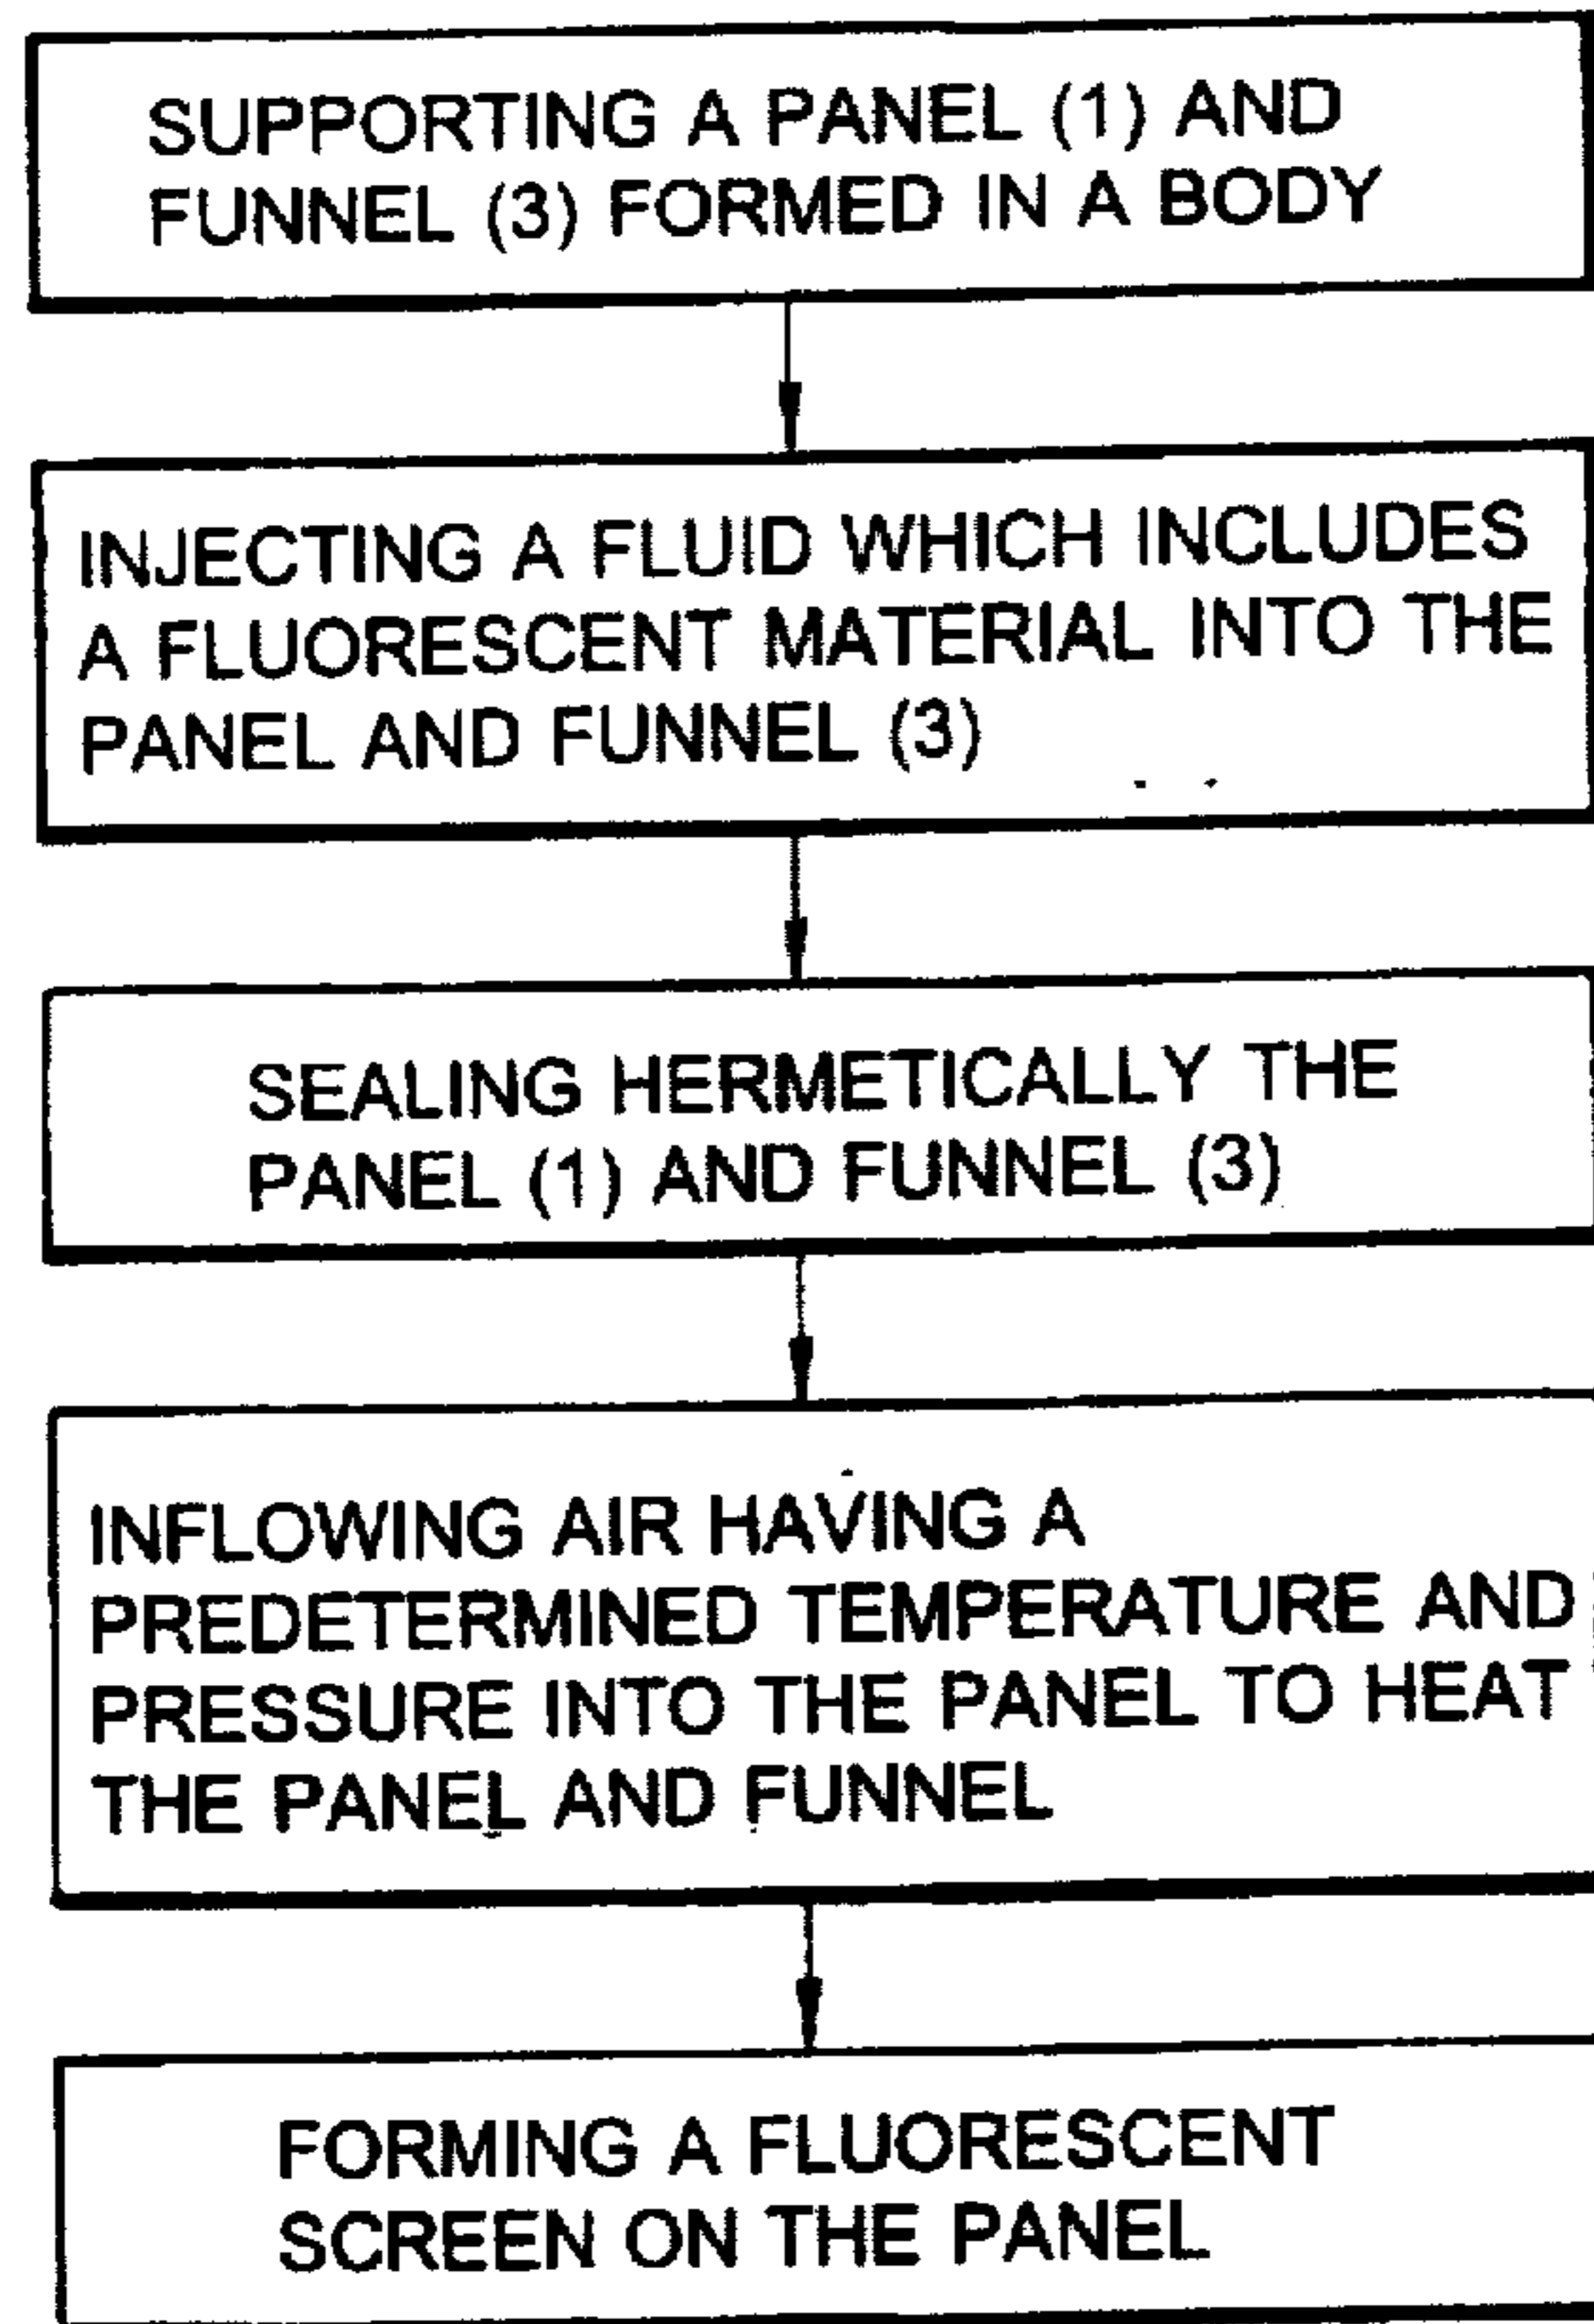 SUPPORTING A PANEL (1) AND
FUNNEL (3) FORMED IN A BODY
INJECTING A FLUID WHICH INCLUDES
A FLUORESCENT MATERIAL INTO THE
PANEL AND FUNNEL (3)
SEALING HERMETICALLY THE
PANEL (1) AND FUNNEL (3)
INFLOWING AIR HAVING A
PREDETERMINED TEMPERATURE AND
PRESSURE INTO THE PANEL TO HEAT
THE PANEL AND FUNNEL
FORMING A FLUORESCENT
SCREEN ON THE PANEL